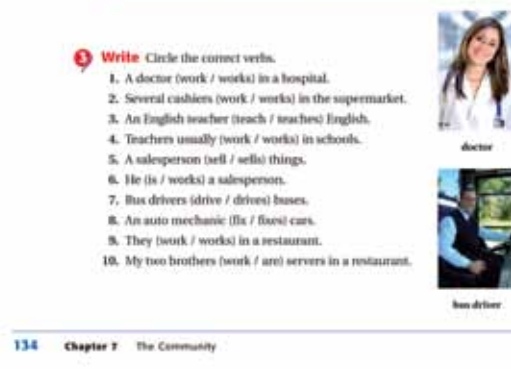 3 Write Circle the correct verbs.
1. A doctor (work / works) in a hospital.
2. Several cashiers (work / works) in the supermarket.
3. An English teacher (teach / teaches) English.
4. Teachers usually (work / works) in schools.
5. A salesperson (sell / sells) things.
6. He (is / works) a salesperson.
7. Bus drivers (drive / drives) buses.
8. An auto mechanic (fix / fixes) cars.
9. They (work / works) in a restaurant.
10. My two brothers (work / are) servers in a restaurant.
doctor
bus driver
134 Chapter 7 The Community